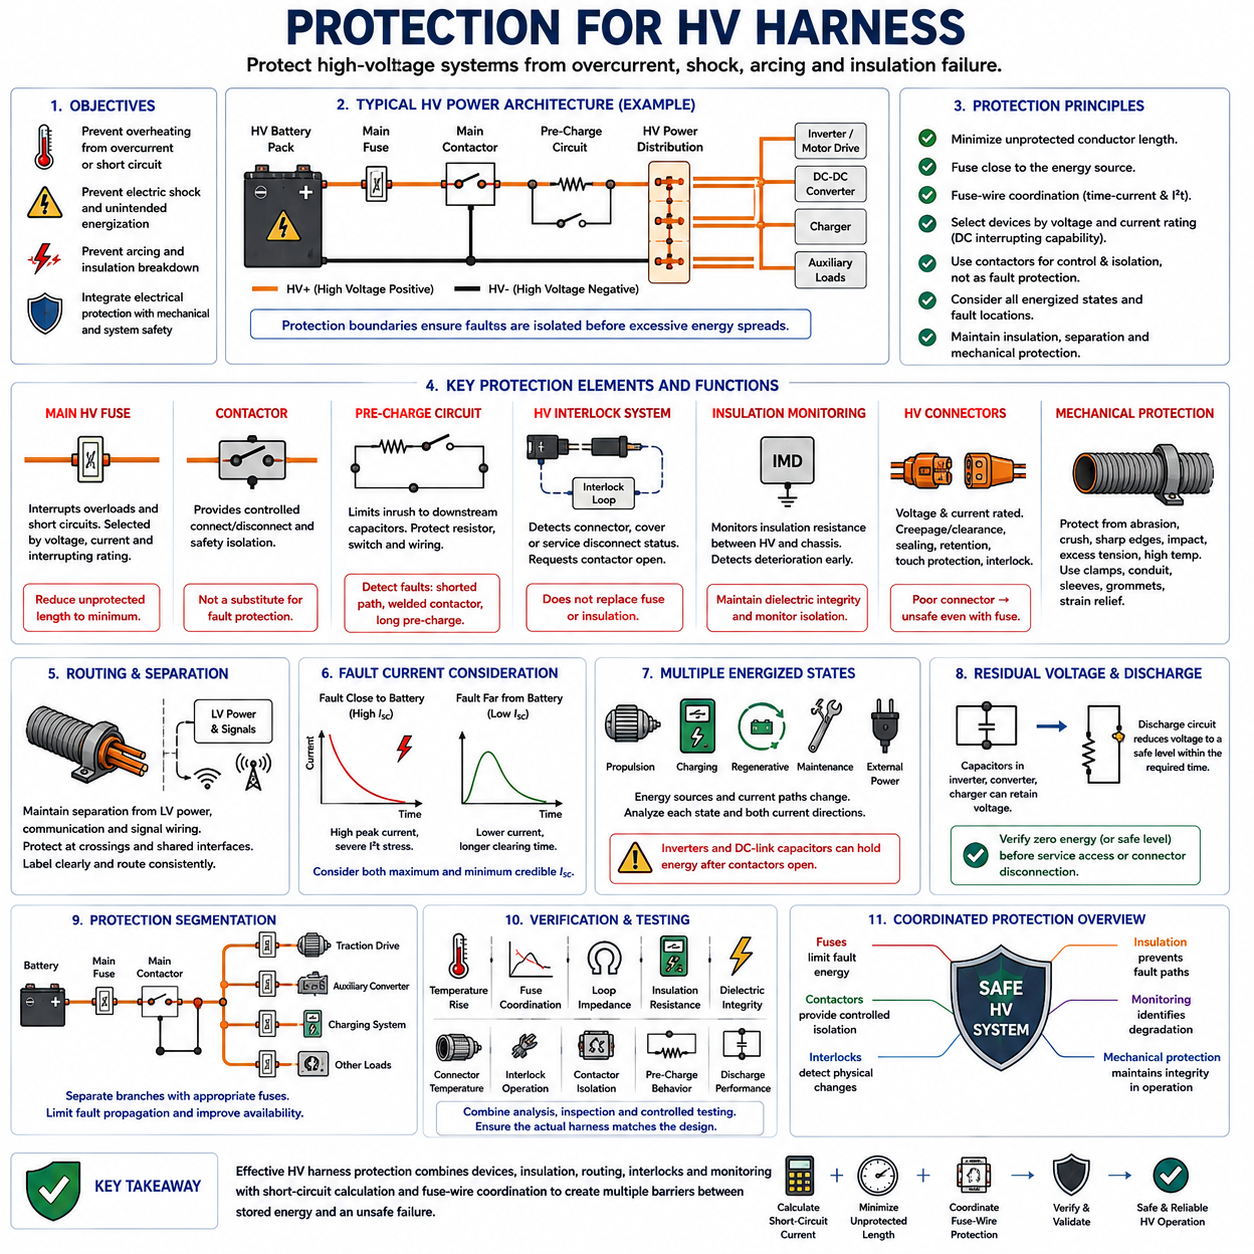 PROTECTION FOR HV HARNESS
Protect high-voltage systems from overcurrent, shock, arcing and insulation failure.
1. OBJECTIVES
Prevent overheating
from overcurrent
or short circuit
Prevent electric shock
and unintended
energization
Prevent arcing and
insulation breakdown
Integrate electrical
protection with mechanical
and system safety
2. TYPICAL HV POWER ARCHITECTURE (EXAMPLE)
HV Battery
Pack
Main
Fuse
Main
Contactor
Pre-Charge
Circuit
HV Power
Distribution
Inverter /
Motor Drive
DC-DC
Converter
Charger
Auxiliary
Loads
HV+ (High Voltage Positive)
HV- (High Voltage Negative)
Protection boundaries ensure faultss are isolated before excessive energy spreads.
3. PROTECTION PRINCIPLES
Minimize unprotected conductor length.
Fuse close to the energy source.
Fuse-wire coordination (time-current & I²t).
Select devices by voltage and current rating
(DC interrupting capability).
Use contactors for control & isolation,
not as fault protection.
Consider all energized states and
fault locations.
Maintain insulation, separation and
mechanical protection.
4. KEY PROTECTION ELEMENTS AND FUNCTIONS
MAIN HV FUSE
Interrupts overloads and
short circuits. Selected
by voltage, current and
interrupting rating.
Reduce unprotected
length to minimum.
CONTACTOR
Provides controlled
connect/disconnect and
safety isolation.
Not a substitute for
fault protection.
PRE-CHARGE CIRCUIT
Limits inrush to downstream
capacitors. Protect resistor,
switch and wiring.
Detect faults: shorted
path, welded contactor,
long pre-charge.
HV INTERLOCK SYSTEM
Interlock
Loop
Detects connector, cover
or service disconnect status.
Requests contactor open.
Does not replace fuse
or insulation.
INSULATION MONITORING
IMD
Monitors insulation resistance
between HV and chassis.
Detects deterioration early.
Maintain dielectric integrity
and monitor isolation.
HV CONNECTORS
Voltage & current rated.
Creepage/clearance,
sealing, retention,
touch protection, interlock.
Poor connector →
unsafe even with fuse.
MECHANICAL PROTECTION
Protect from abrasion,
crush, sharp edges, impact,
excess tension, high temp.
Use clamps, conduit,
sleeves, grommets,
strain relief.
5. ROUTING & SEPARATION
LV Power
& Signals
Maintain separation from LV power,
communication and signal wiring.
Protect at crossings and shared interfaces.
Label clearly and route consistently.
6. FAULT CURRENT CONSIDERATION
Fault Close to Battery
(High Isc)
Fault Far from Battery
(Low Isc)
Current
Time
Time
High peak current,
severe I²t stress.
Lower current,
longer clearing time.
Consider both maximum and minimum credible Isc.
7. MULTIPLE ENERGIZED STATES
Propulsion
Charging
Regenerative
Maintenance
External
Power
Energy sources and current paths change.
Analyze each state and both current directions.
Inverters and DC-link capacitors can hold
energy after contactors open.
8. RESIDUAL VOLTAGE & DISCHARGE
Capacitors in
inverter, converter,
charger can retain
voltage.
Discharge circuit
reduces voltage to a
safe level within the
required time.
Verify zero energy (or safe level)
before service access or connector
disconnection.
9. PROTECTION SEGMENTATION
Battery
Main
Fuse
Main
Contactor
Traction Drive
Auxiliary Converter
Charging System
Other Loads
Separate branches with appropriate fuses.
Limit fault propagation and improve availability.
10. VERIFICATION & TESTING
Temperature
Rise
Fuse
Coordination
Loop
Impedance
Insulation
Resistance
Dielectric
Integrity
Connector
Temperature
Interlock
Operation
Contactor
Isolation
Pre-Charge
Behavior
Discharge
Performance
Combine analysis, inspection and controlled testing.
Ensure the actual harness matches the design.
11. COORDINATED PROTECTION OVERVIEW
Fuses
limit fault
energy
Contactors
provide controlled
isolation
Interlocks
detect physical
changes
SAFE
HV
SYSTEM
Insulation
prevents
fault paths
Monitoring
identifies
degradation
Mechanical protection
maintains integrity
in operation
KEY TAKEAWAY
Effective HV harness protection combines devices, insulation, routing, interlocks and monitoring
with short-circuit calculation and fuse-wire coordination to create multiple barriers between
stored energy and an unsafe failure.
Calculate
Short-Circuit
Current
Minimize
Unprotected
Length
Coordinate
Fuse-Wire
Protection
Verify &
Validate
Safe & Reliable
HV Operation